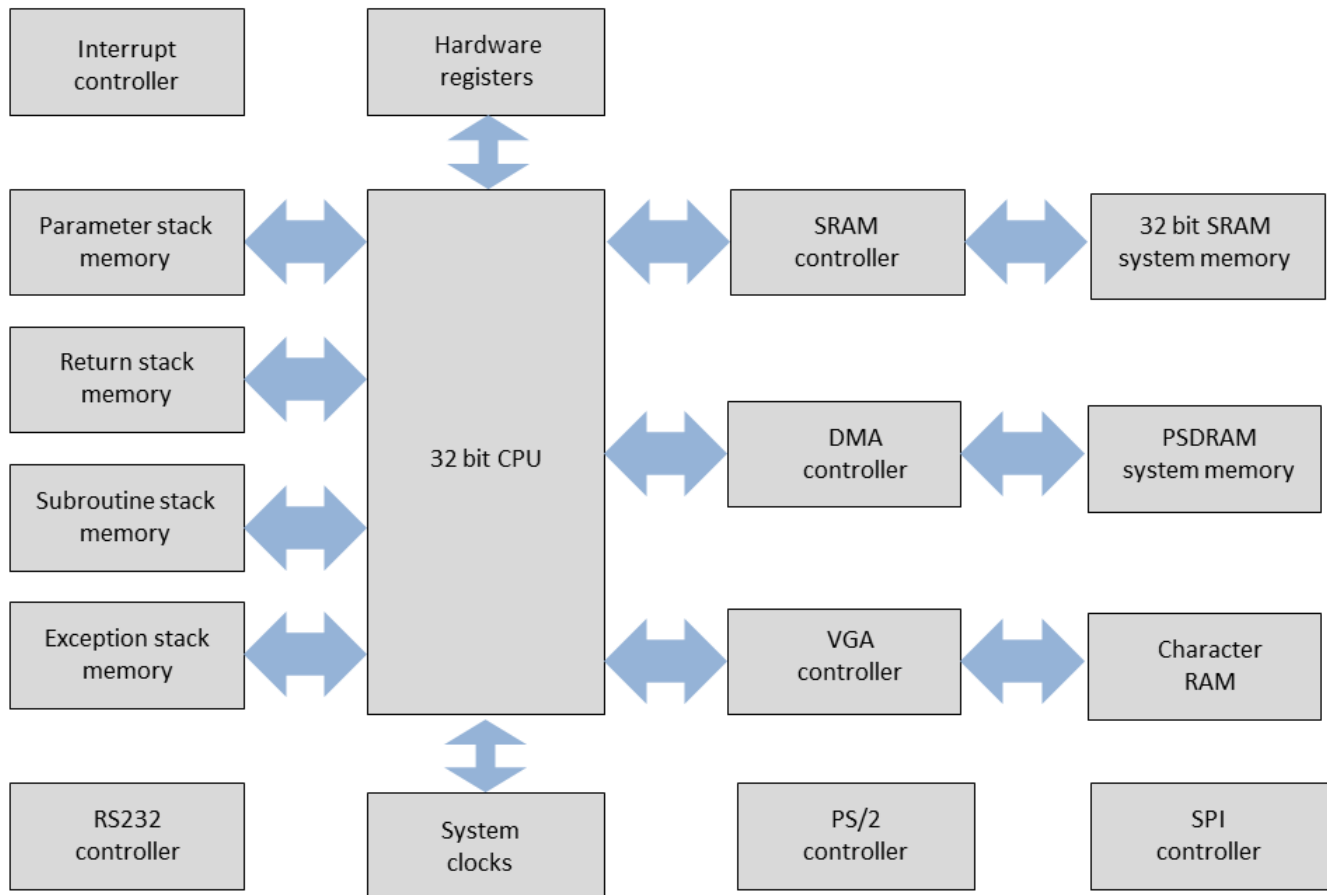 Interrupt
controller
Hardware
registers
Parameter stack
memory
SRAM
controller
32 bit SRAM
system memory
Return stack
memory
32 bit CPU
DMA
controller
PSDRAM
system memory
Subroutine stack
memory
Exception stack
memory
VGA
controller
Character
RAM
RS232
controller
System
clocks
PS/2
controller
SPI
controller